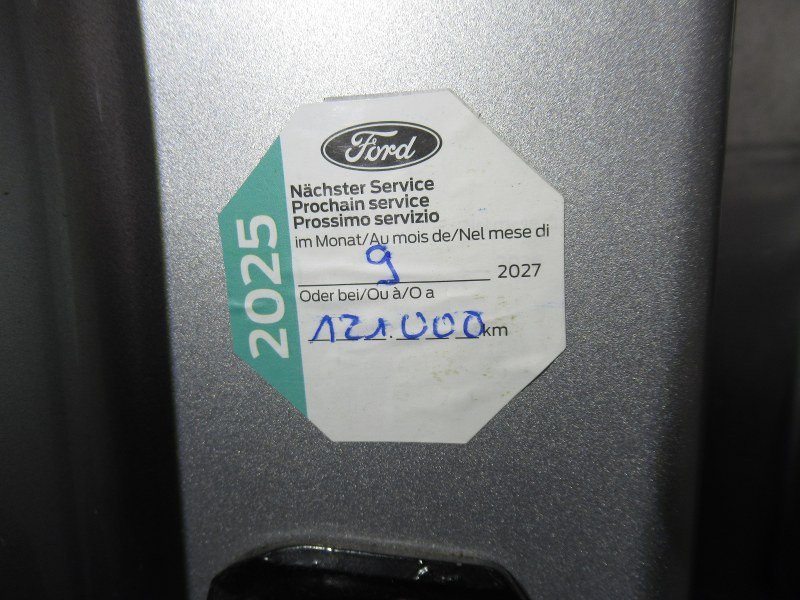 Ford
Nächster Service
Prochain service
Prossimo servizio
im Monat/Au mois de/Nel mese di
9 2027
Oder bei/Ou à/O a
121.000 km
2025